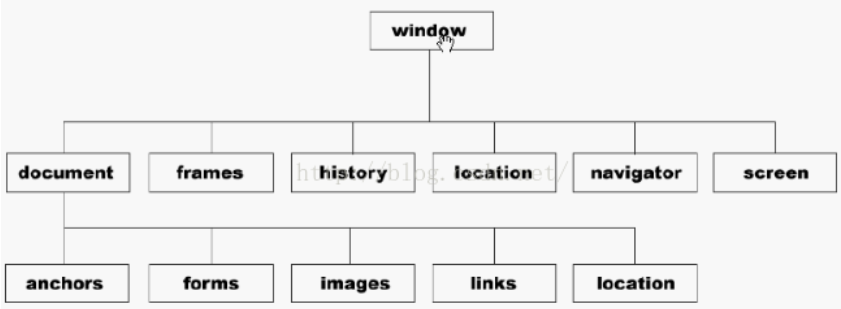 window
document
frames
history
location
navigator
screen
anchors
forms
images
links
location